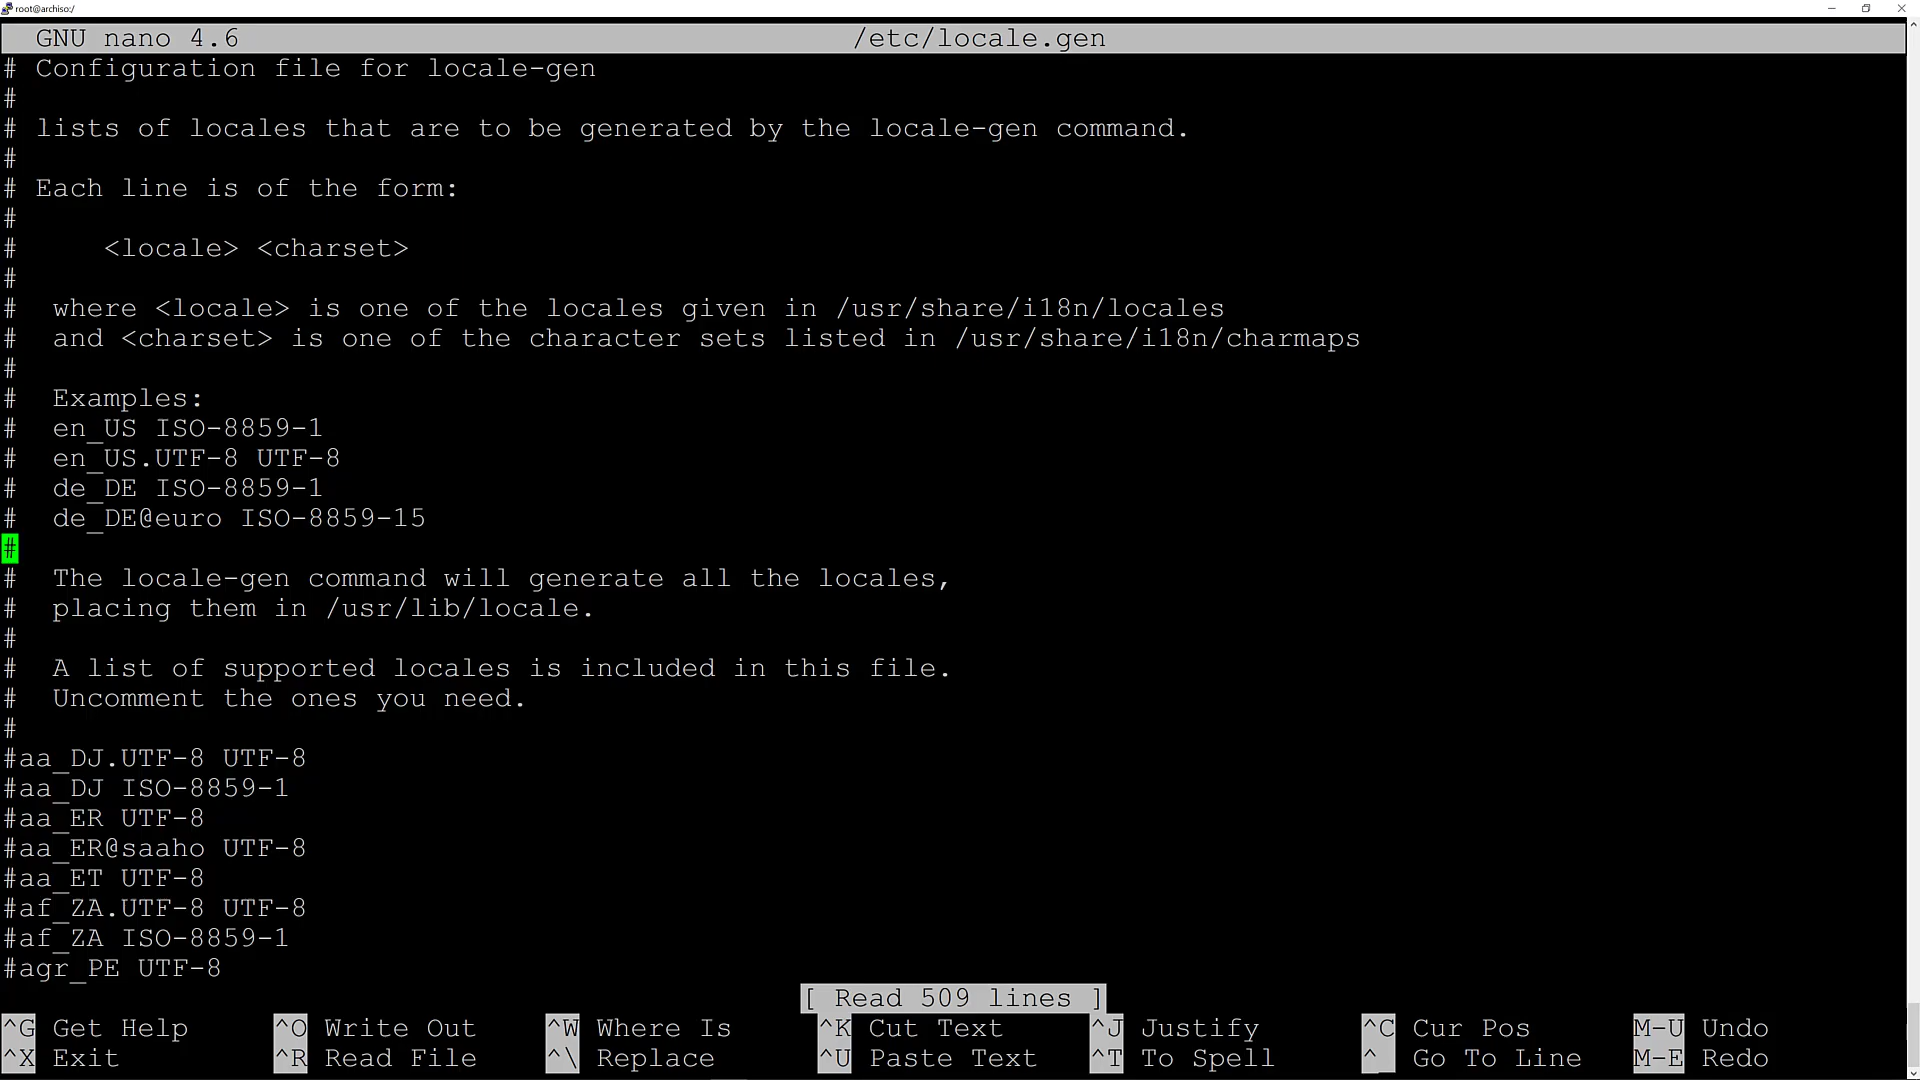 root@archiso:/
GNU nano 4.6 /etc/locale.gen
# Configuration file for locale-gen
#
# lists of locales that are to be generated by the locale-gen command.
#
# Each line is of the form:
#
#     <locale> <charset>
#
#  where <locale> is one of the locales given in /usr/share/i18n/locales
#  and <charset> is one of the character sets listed in /usr/share/i18n/charmaps
#
#  Examples:
#  en_US ISO-8859-1
#  en_US.UTF-8 UTF-8
#  de_DE ISO-8859-1
#  de_DE@euro ISO-8859-15
#
#  The locale-gen command will generate all the locales,
#  placing them in /usr/lib/locale.
#
#  A list of supported locales is included in this file.
#  Uncomment the ones you need.
#
#aa_DJ.UTF-8 UTF-8
#aa_DJ ISO-8859-1
#aa_ER UTF-8
#aa_ER@saaho UTF-8
#aa_ET UTF-8
#af_ZA.UTF-8 UTF-8
#af_ZA ISO-8859-1
#agr_PE UTF-8
[ Read 509 lines ]
^G Get Help ^O Write Out ^W Where Is ^K Cut Text ^J Justify ^C Cur Pos M-U Undo
^X Exit ^R Read File ^\ Replace ^U Paste Text ^T To Spell ^_ Go To Line M-E Redo